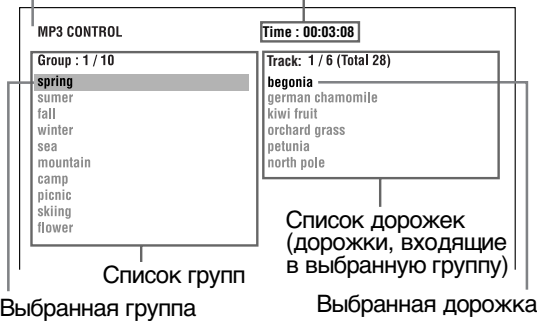 MP3 CONTROL
Time : 00:03:08
Group : 1 / 10
spring
sumer
fall
winter
sea
mountain
camp
picnic
skiing
flower
Track: 1 / 6 (Total 28)
begonia
german chamomile
kiwi fruit
orchard grass
petunia
north pole
Список дорожек
(дорожки, входящие
в выбранную группу)
Список групп
Выбранная группа
Выбранная дорожка